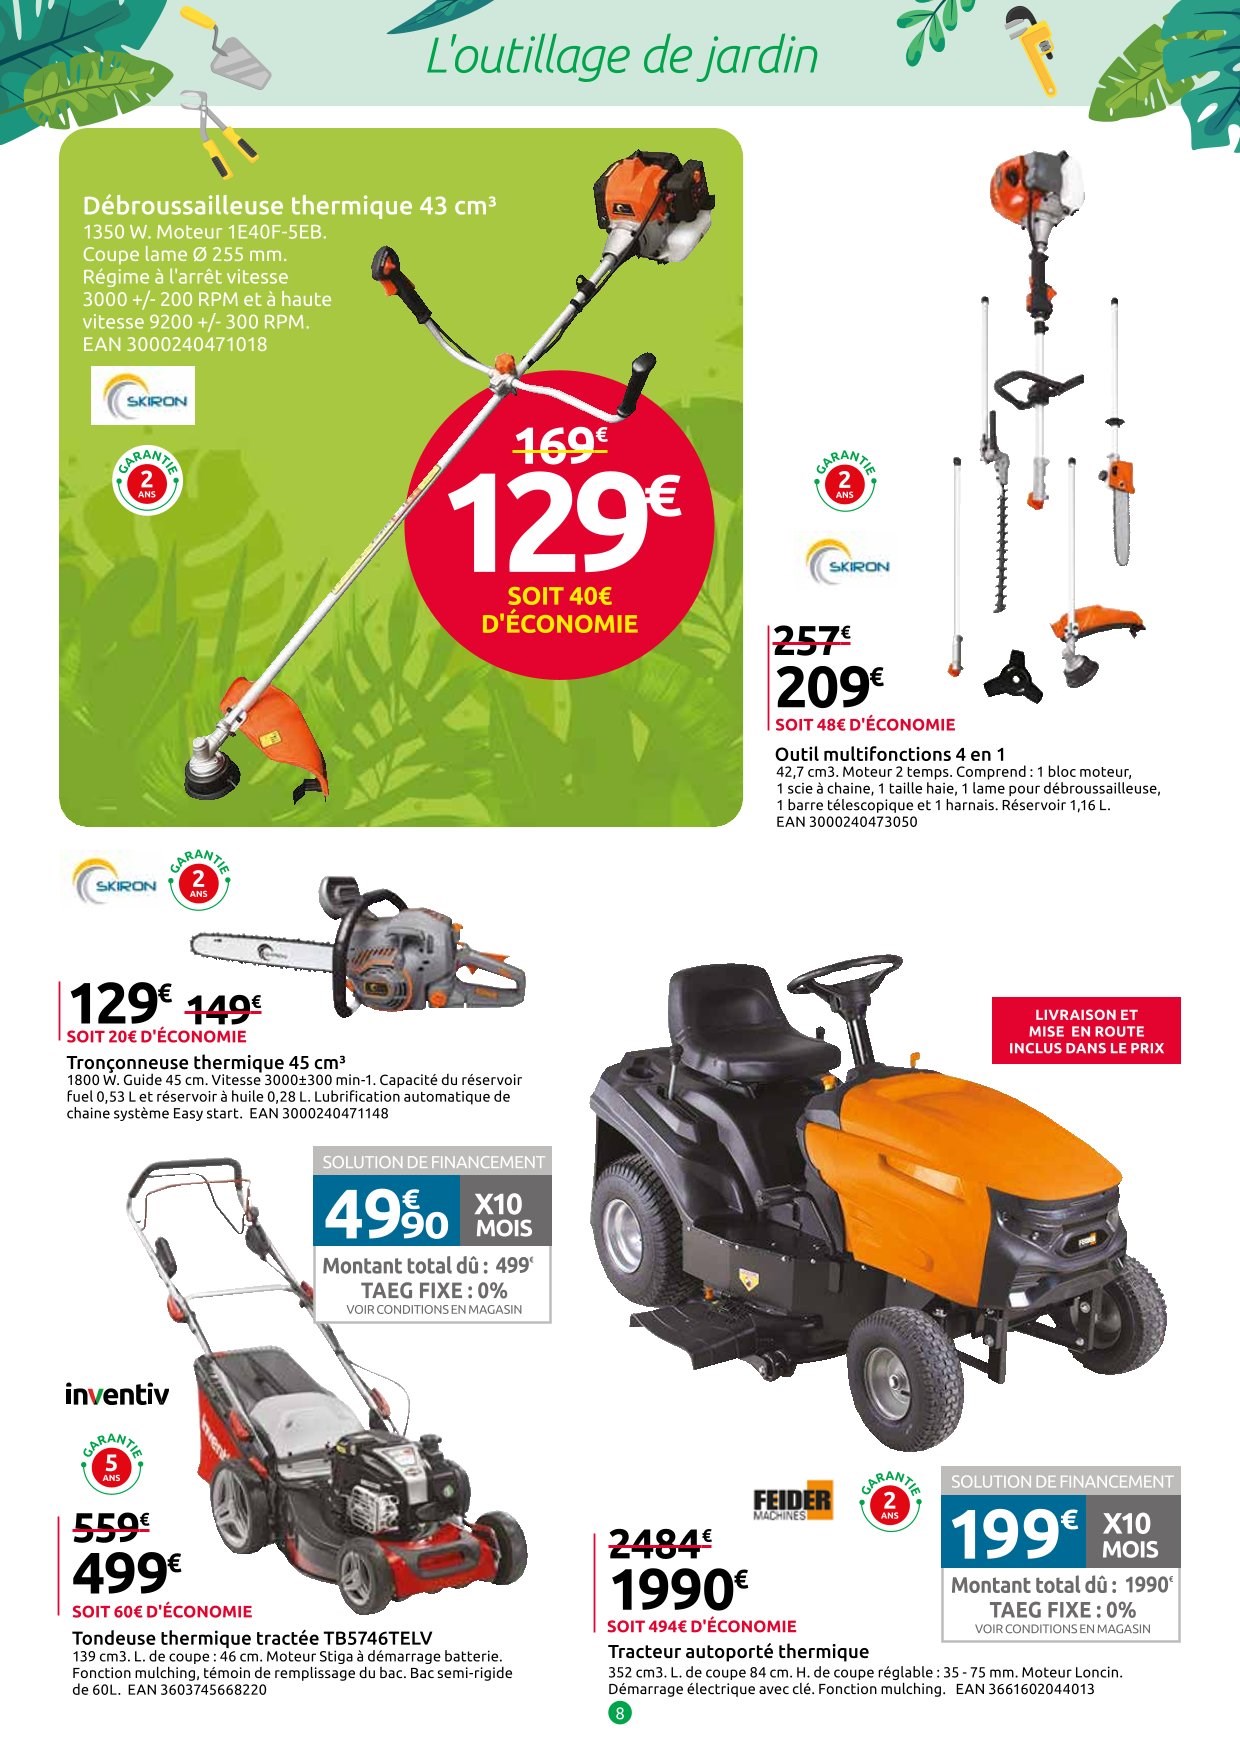 L'outillage de jardin
Débroussailleuse thermique 43 cm³
1350 W. Moteur 1E40F-5EB.
Coupe lame Ø 255 mm.
Régime à l'arrêt vitesse
3000 +/- 200 RPM et à haute
vitesse 9200 +/- 300 RPM.
EAN 3000240471018
SKIRON
GARANTIE
2
ANS
169€
129€
SOIT 40€
D'ÉCONOMIE
GARANTIE
2
ANS
SKIRON
257€
209€
SOIT 48€ D'ÉCONOMIE
Outil multifonctions 4 en 1
42,7 cm3. Moteur 2 temps. Comprend : 1 bloc moteur,
1 scie à chaine, 1 taille haie, 1 lame pour débroussailleuse,
1 barre télescopique et 1 harnais. Réservoir 1,16 L.
EAN 3000240473050
SKIRON
GARANTIE
2
ANS
129€ 149€
SOIT 20€ D'ÉCONOMIE
Tronçonneuse thermique 45 cm³
1800 W. Guide 45 cm. Vitesse 3000±300 min-1. Capacité du réservoir
fuel 0,53 L et réservoir à huile 0,28 L. Lubrification automatique de
chaine système Easy start. EAN 3000240471148
LIVRAISON ET
MISE EN ROUTE
INCLUS DANS LE PRIX
SOLUTION DE FINANCEMENT
49€90
X10
MOIS
Montant total dû : 499€
TAEG FIXE : 0%
VOIR CONDITIONS EN MAGASIN
inventiv
GARANTIE
5
ANS
559€
499€
SOIT 60€ D'ÉCONOMIE
Tondeuse thermique tractée TB5746TELV
139 cm3. L. de coupe : 46 cm. Moteur Stiga à démarrage batterie.
Fonction mulching, témoin de remplissage du bac. Bac semi-rigide
de 60L. EAN 3603745668220
FEIDER
FEIDER
MACHINES
GARANTIE
2
ANS
SOLUTION DE FINANCEMENT
199€
X10
MOIS
Montant total dû : 1990€
TAEG FIXE : 0%
VOIR CONDITIONS EN MAGASIN
2484€
1990€
SOIT 494€ D'ÉCONOMIE
Tracteur autoporté thermique
352 cm3. L. de coupe 84 cm. H. de coupe réglable : 35 - 75 mm. Moteur Loncin.
Démarrage électrique avec clé. Fonction mulching. EAN 3661602044013
8